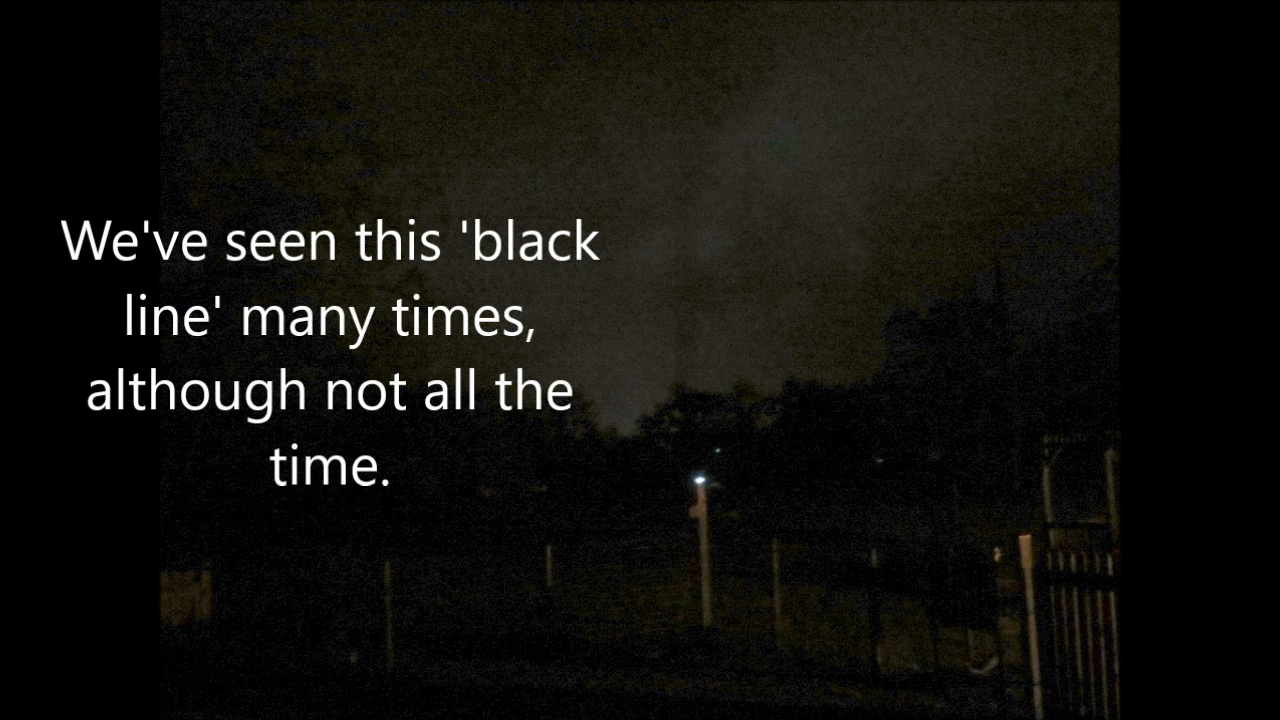 We've seen this 'black
line' many times,
although not all the
time.